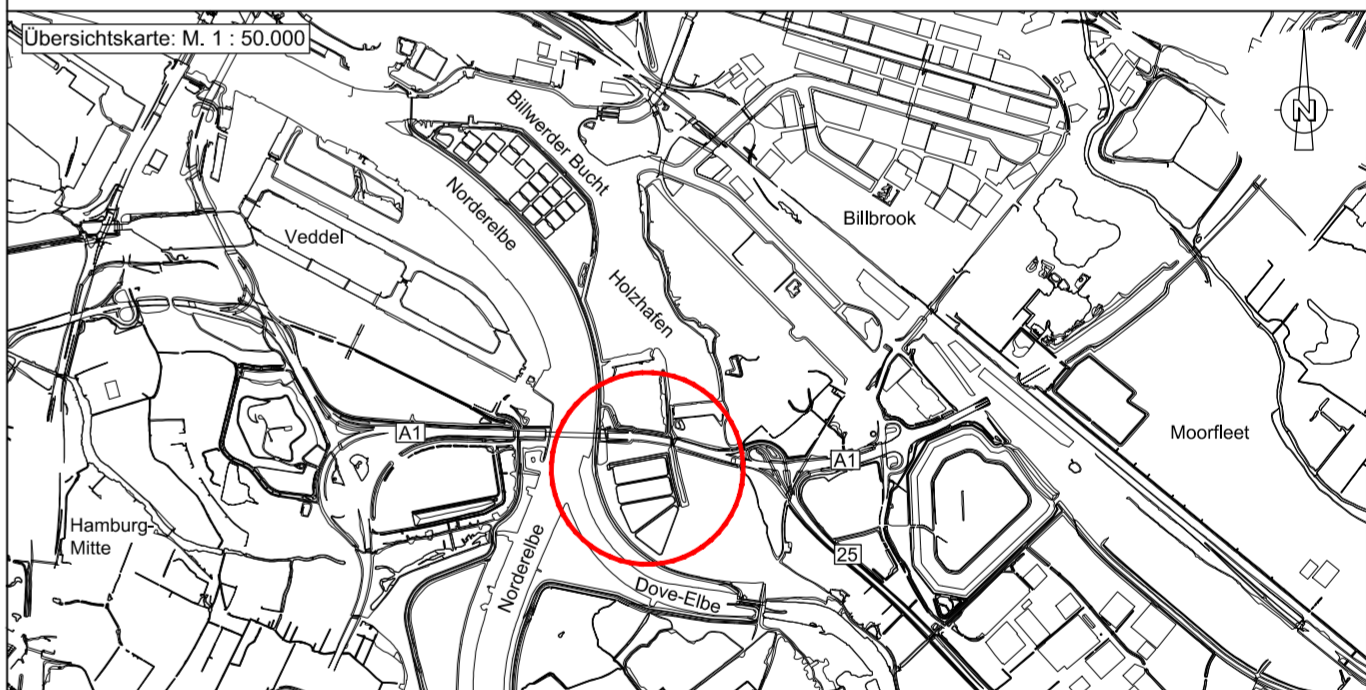 Übersichtskarte: M. 1 : 50.000
N
Billwerder Bucht
Norderelbe
Veddel
Billbrook
Holzhafen
A1
A1
Moorfleet
Hamburg-
Mitte
25
Norderelbe
Dove-Elbe